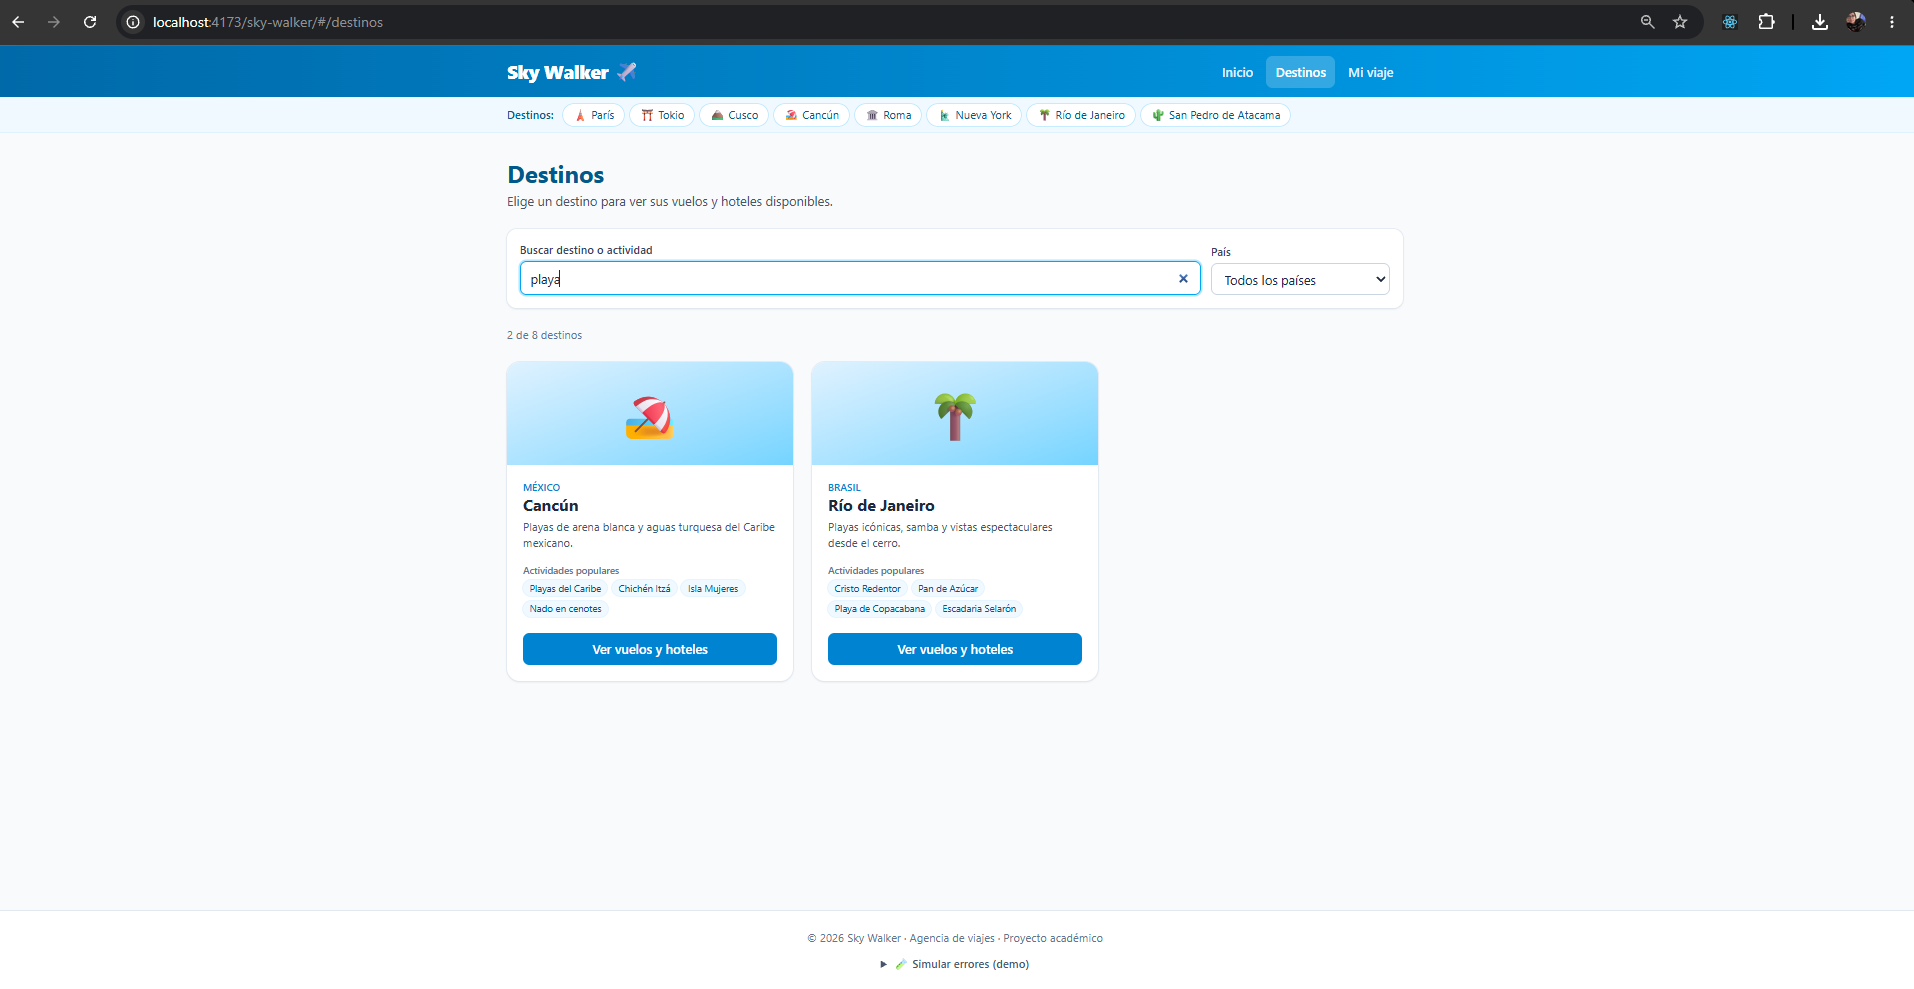 localhost:4173/sky-walker/#/destinos
Sky Walker
Inicio
Destinos
Mi viaje
Destinos:
París
Tokio
Cusco
Cancún
Roma
Nueva York
Río de Janeiro
San Pedro de Atacama
Destinos
Elige un destino para ver sus vuelos y hoteles disponibles.
Buscar destino o actividad
playa
País
Todos los países
2 de 8 destinos
MÉXICO
Cancún
Playas de arena blanca y aguas turquesa del Caribe
mexicano.
Actividades populares
Playas del Caribe
Chichén Itzá
Isla Mujeres
Nado en cenotes
Ver vuelos y hoteles
BRASIL
Río de Janeiro
Playas icónicas, samba y vistas espectaculares
desde el cerro.
Actividades populares
Cristo Redentor
Pan de Azúcar
Playa de Copacabana
Escadaria Selarón
Ver vuelos y hoteles
© 2026 Sky Walker · Agencia de viajes · Proyecto académico
Simular errores (demo)